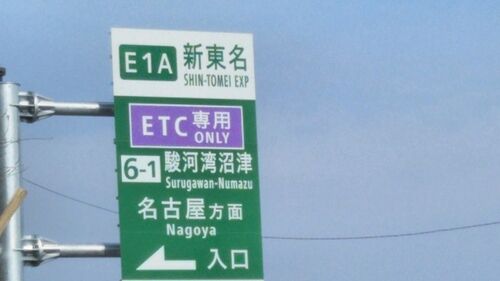 E1A 新東名
SHIN-TOMEI EXP
ETC 専用
ONLY
6-1 駿河湾沼津
Surugawan-Numazu
名古屋方面
Nagoya
入口